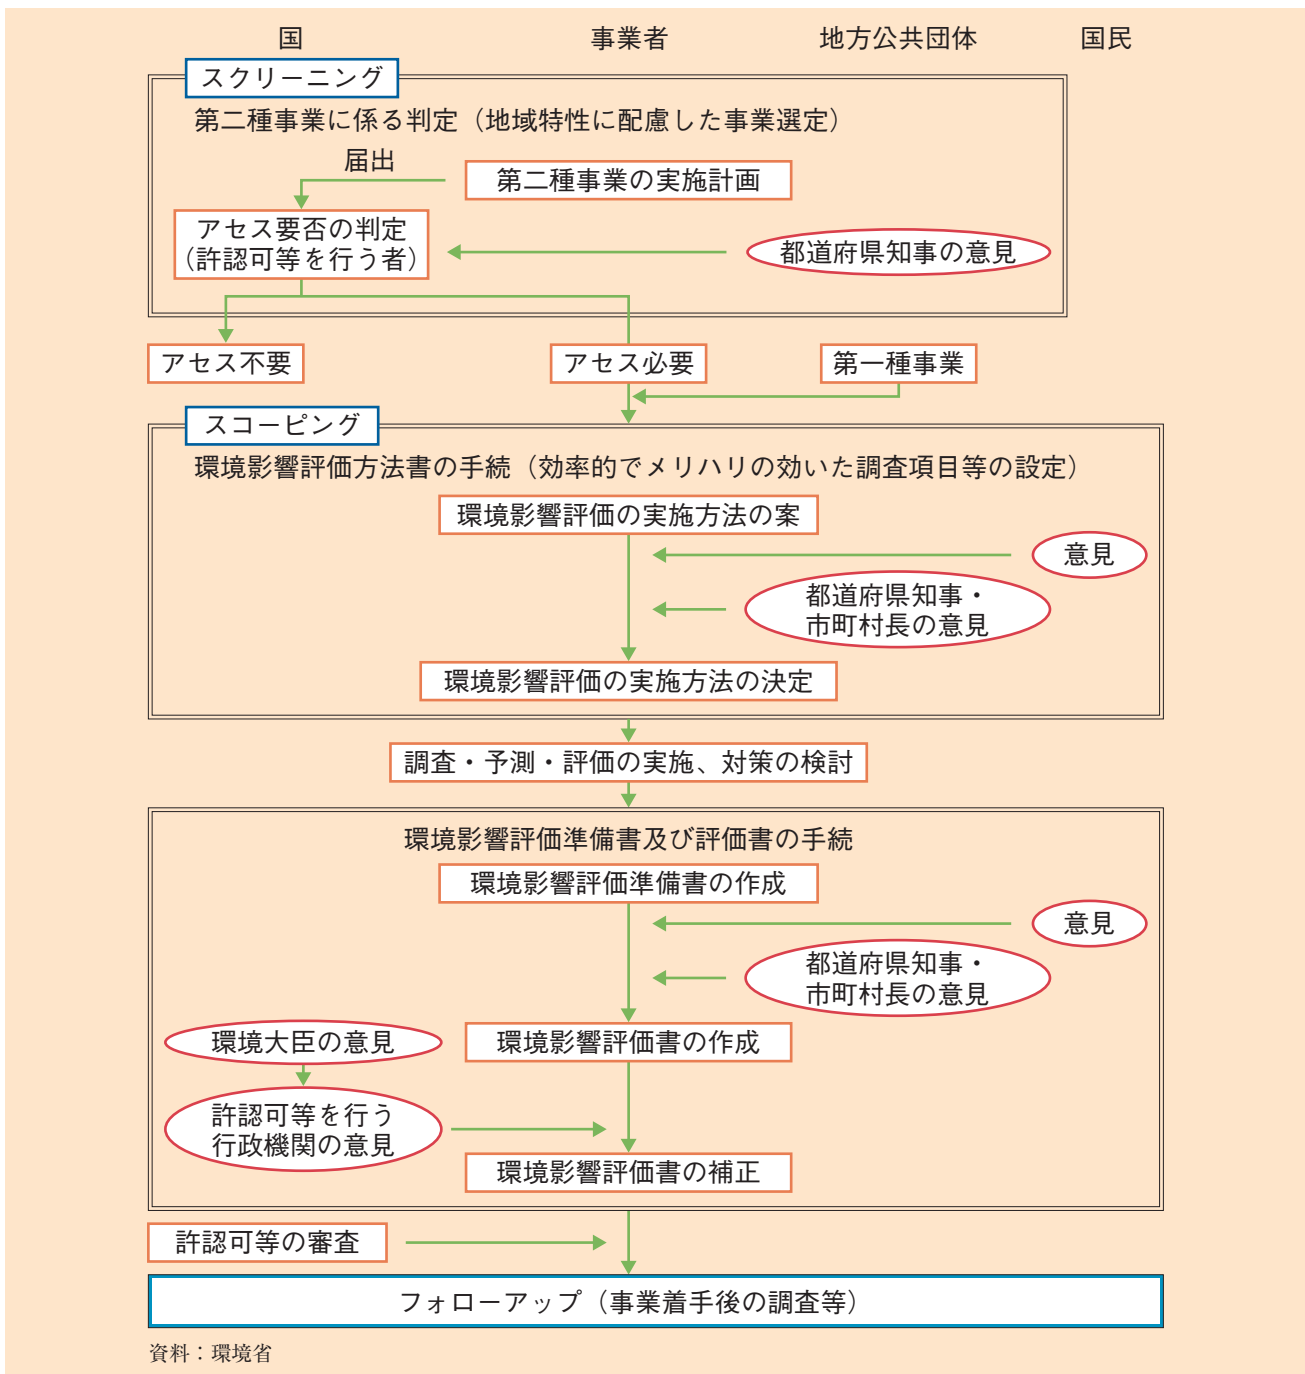 国 事業者 地方公共団体 国民
スクリーニング
第二種事業に係る判定（地域特性に配慮した事業選定）
届出
第二種事業の実施計画
アセス要否の判定
（許認可等を行う者）
都道府県知事の意見
アセス不要
アセス必要
第一種事業
スコーピング
環境影響評価方法書の手続（効率的でメリハリの効いた調査項目等の設定）
環境影響評価の実施方法の案
意見
都道府県知事・
市町村長の意見
環境影響評価の実施方法の決定
調査・予測・評価の実施、対策の検討
環境影響評価準備書及び評価書の手続
環境影響評価準備書の作成
意見
都道府県知事・
市町村長の意見
環境大臣の意見
環境影響評価書の作成
許認可等を行う
行政機関の意見
環境影響評価書の補正
許認可等の審査
フォローアップ（事業着手後の調査等）
資料：環境省